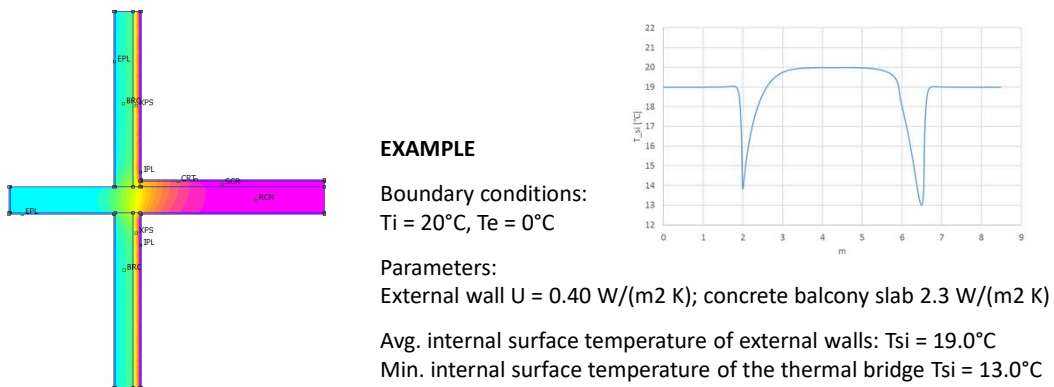 EPL
BRC
XPS
IPL
CRT
SCR
RCN
EPL
XPS
IPL
BRC
EXAMPLE
Boundary conditions:
Ti = 20°C, Te = 0°C
Parameters:
External wall U = 0.40 W/(m2 K); concrete balcony slab 2.3 W/(m2 K)
Avg. internal surface temperature of external walls: Tsi = 19.0°C
Min. internal surface temperature of the thermal bridge Tsi = 13.0°C
22
21
20
19
18
17
16
15
14
13
12
T_si [°C]
0 1 2 3 4 5 6 7 8 9
m